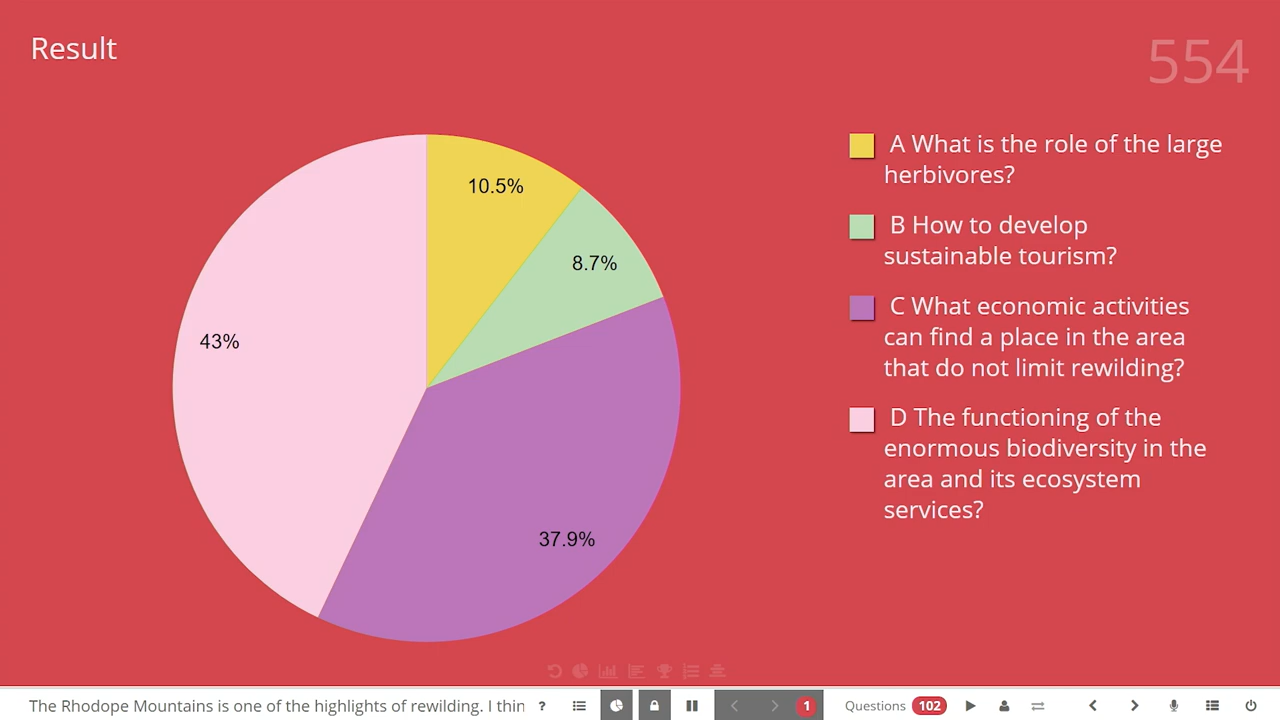 Result
554
10.5%
8.7%
43%
37.9%
A What is the role of the large
herbivores?
B How to develop
sustainable tourism?
C What economic activities
can find a place in the area
that do not limit rewilding?
D The functioning of the
enormous biodiversity in the
area and its ecosystem
services?
The Rhodope Mountains is one of the highlights of rewilding. I thin
?
1
Questions 102